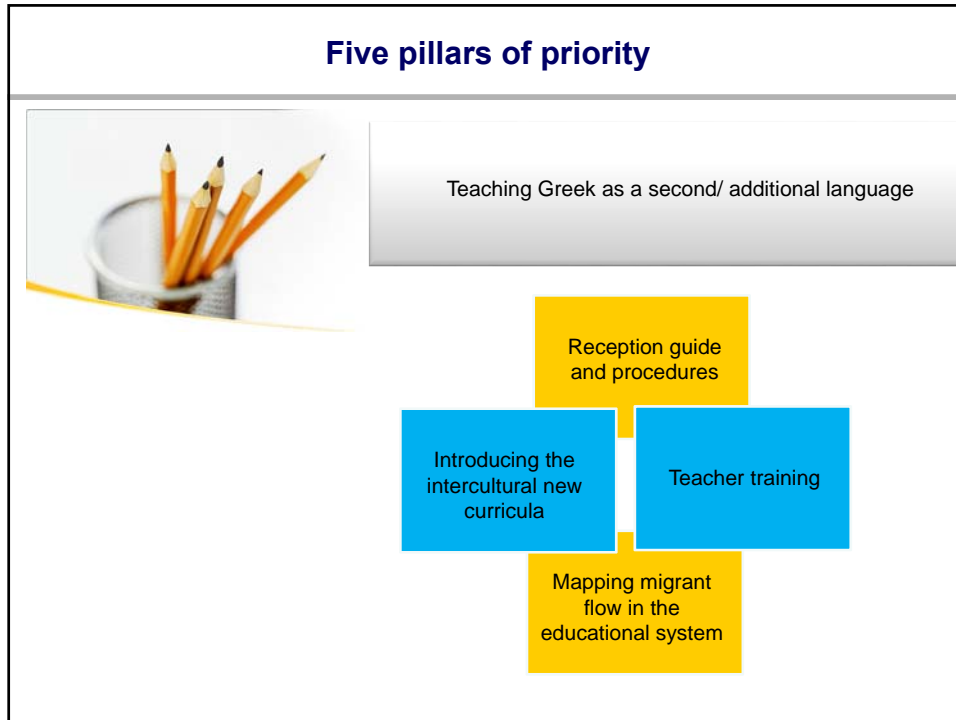 Five pillars of priority
Teaching Greek as a second/ additional language
Reception guide
and procedures
Introducing the
intercultural new
curricula
Teacher training
Mapping migrant
flow in the
educational system